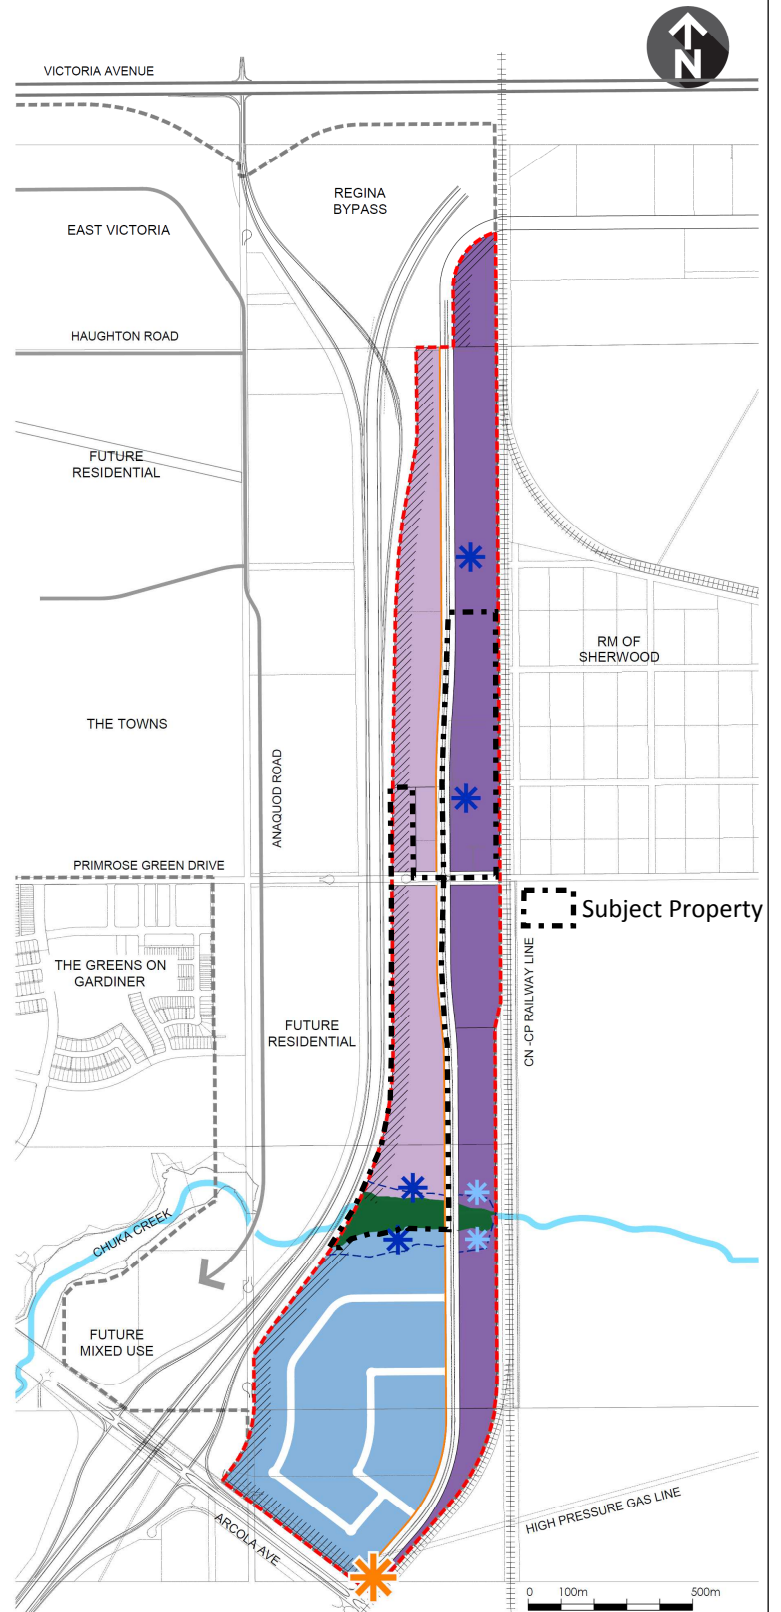 N
VICTORIA AVENUE
REGINA
BYPASS
EAST VICTORIA
HAUGHTON ROAD
FUTURE
RESIDENTIAL
RM OF
SHERWOOD
THE TOWNS
ANAQUOD ROAD
PRIMROSE GREEN DRIVE
Subject Property
THE GREENS ON
GARDINER
CN -CP RAILWAY LINE
FUTURE
RESIDENTIAL
CHUKA CREEK
FUTURE
MIXED USE
ARCOLA AVE
HIGH PRESSURE GAS LINE
0 100m 500m